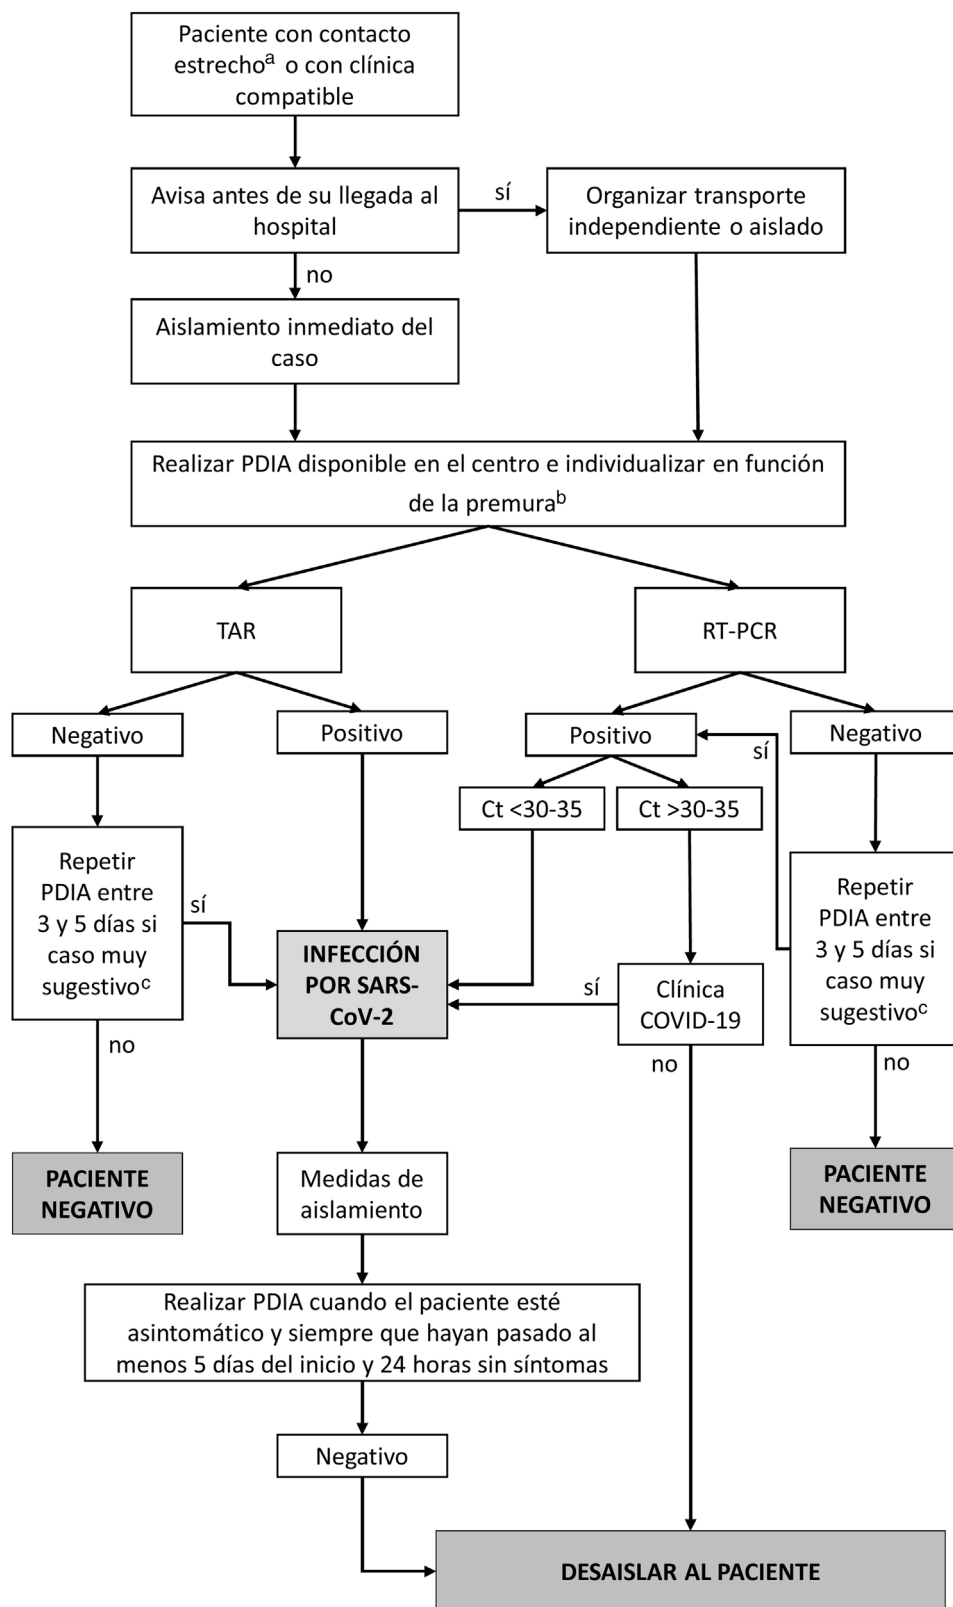 Paciente con contacto
estrechoᵃ o con clínica
compatible
Avisa antes de su llegada al
hospital
sí
Organizar transporte
independiente o aislado
no
Aislamiento inmediato del
caso
Realizar PDIA disponible en el centro e individualizar en función
de la premuraᵇ
TAR
RT-PCR
Negativo
Positivo
Positivo
Negativo
sí
Ct <30-35
Ct >30-35
Repetir
PDIA entre
3 y 5 días si
caso muy
sugestivoᶜ
sí
no
INFECCIÓN
POR SARS-
CoV-2
sí
Clínica
COVID-19
no
Repetir
PDIA entre
3 y 5 días si
caso muy
sugestivoᶜ
no
PACIENTE
NEGATIVO
Medidas de
aislamiento
PACIENTE
NEGATIVO
Realizar PDIA cuando el paciente esté
asintomático y siempre que hayan pasado al
menos 5 días del inicio y 24 horas sin síntomas
Negativo
DESAISLAR AL PACIENTE